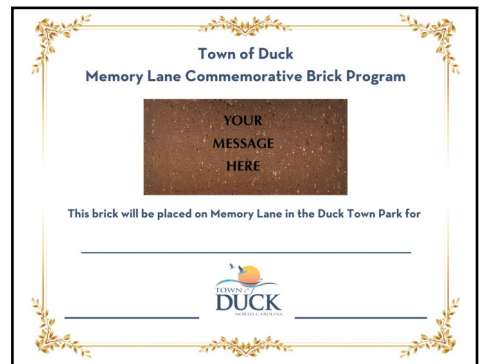 Town of Duck
Memory Lane Commemorative Brick Program
YOUR
MESSAGE
HERE
This brick will be placed on Memory Lane in the Duck Town Park for
TOWN of
DUCK
NORTH CAROLINA